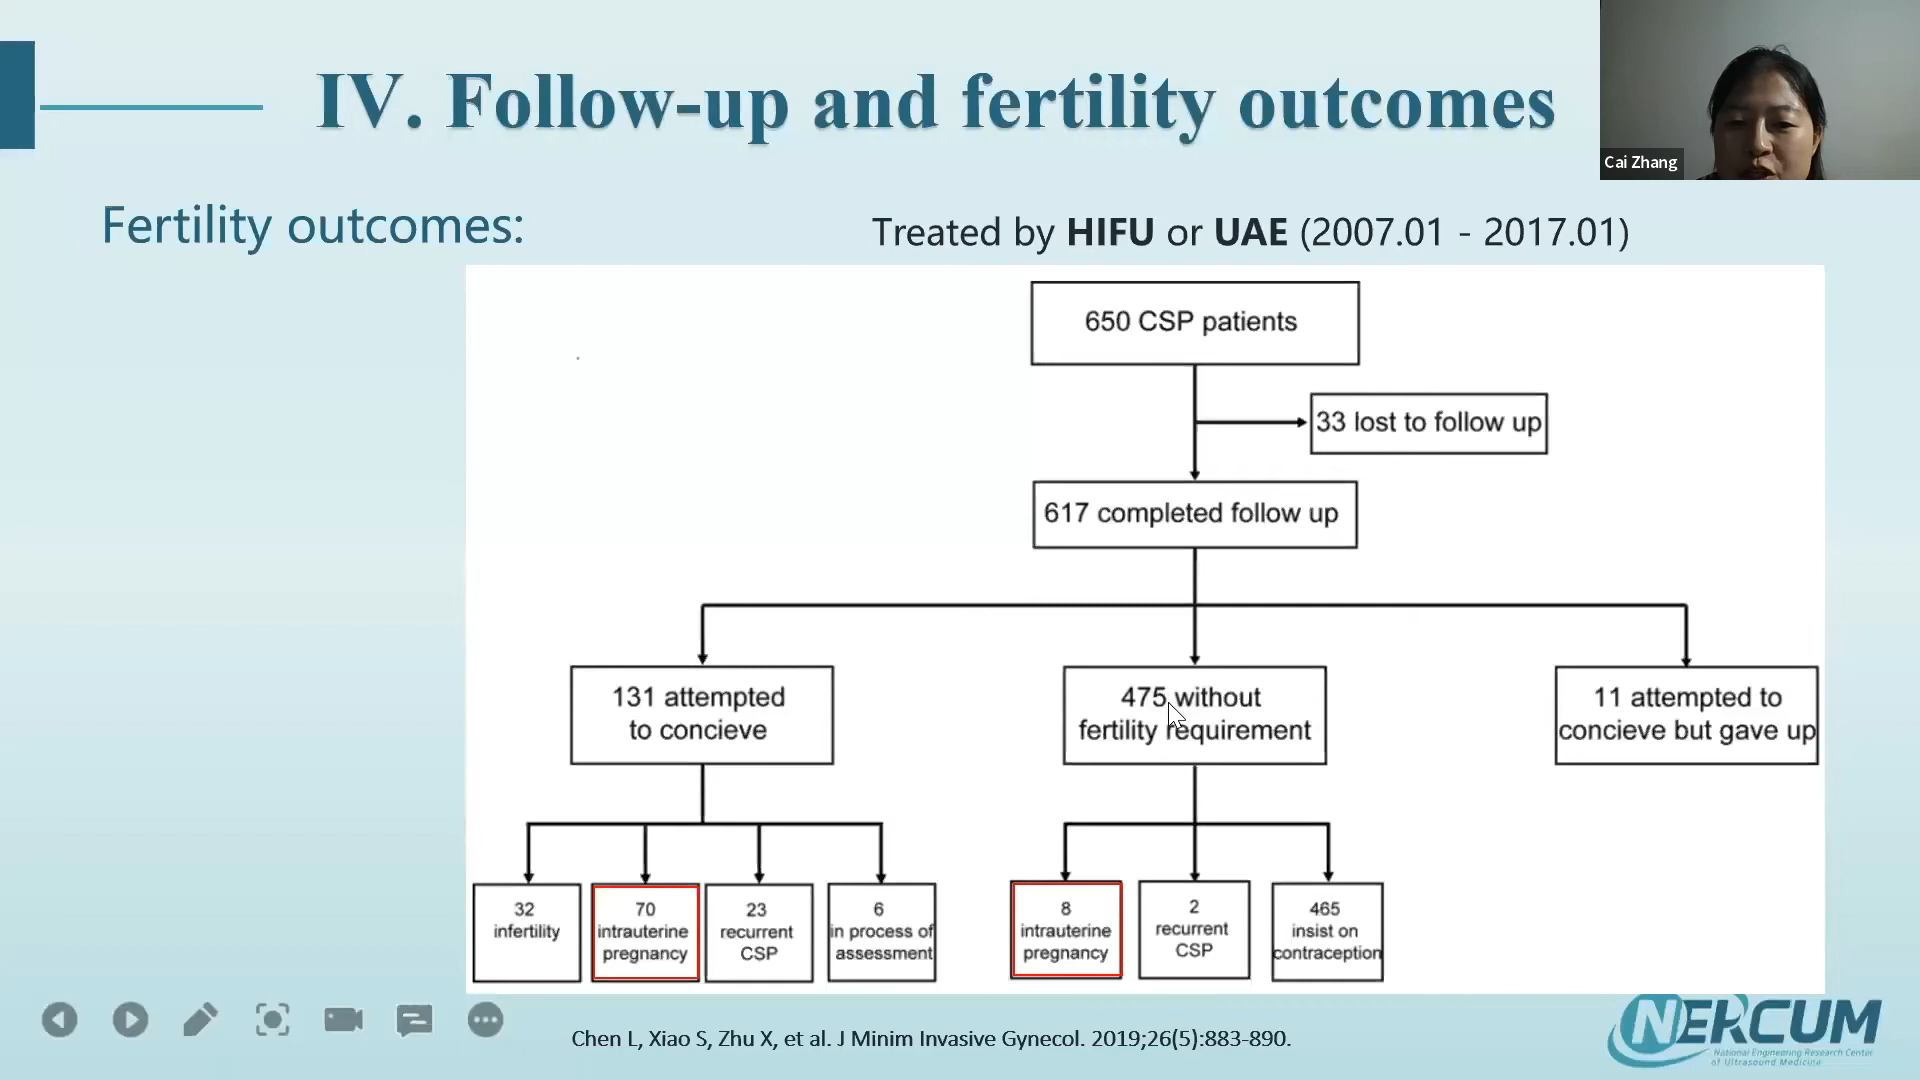 IV. Follow-up and fertility outcomes
Cai Zhang
Fertility outcomes:
Treated by HIFU or UAE (2007.01 - 2017.01)
650 CSP patients
33 lost to follow up
617 completed follow up
131 attempted
to concieve
475 without
fertility requirement
11 attempted to
concieve but gave up
32
infertility
70
intrauterine
pregnancy
23
recurrent
CSP
6
in process of
assessment
8
intrauterine
pregnancy
2
recurrent
CSP
465
insist on
contraception
Chen L, Xiao S, Zhu X, et al. J Minim Invasive Gynecol. 2019;26(5):883-890.
NERCUM
National Engineering Research Center
of Ultrasound Medicine